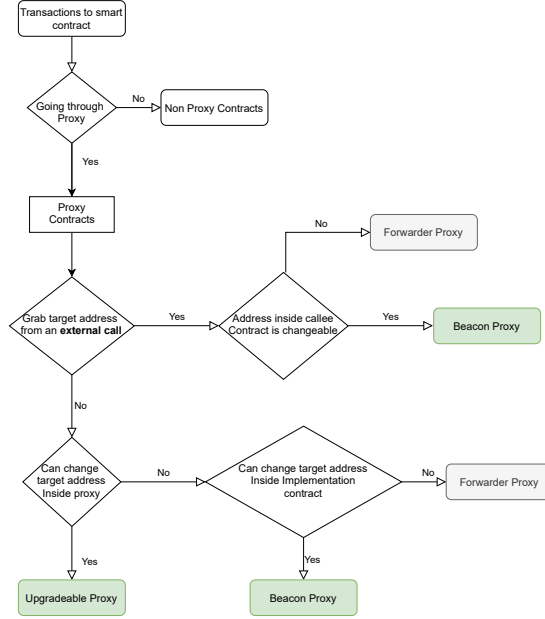 Transactions to smart
contract
Going through
Proxy
No
Non Proxy Contracts
Yes
Proxy
Contracts
No
Forwarder Proxy
Grab target address
from an external call
Yes
Address inside callee
Contract is changeable
Yes
Beacon Proxy
No
Can change
target address
Inside proxy
No
Can change target address
Inside Implementation
contract
No
Forwarder Proxy
Yes
Yes
Upgradeable Proxy
Beacon Proxy